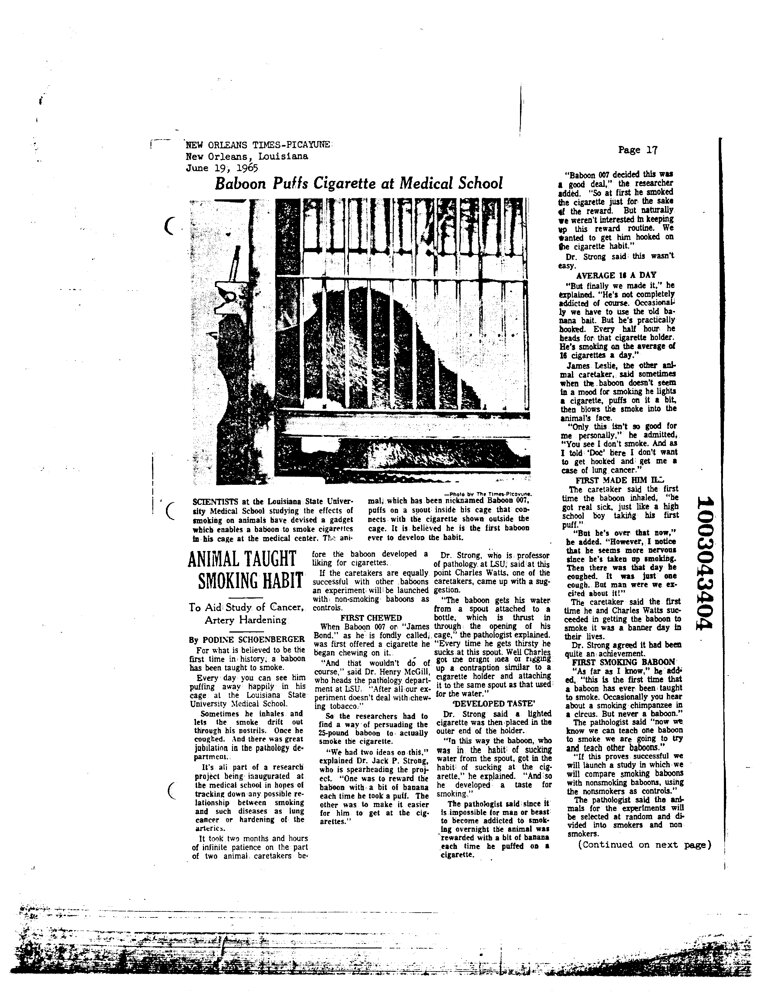 NEW ORLEANS TIMES-PICAYUNE
New Orleans, Louisiana
June 19, 1965
Page 17
Baboon Puffs Cigarette at Medical School
—Photo by The Times-Picayune.
SCIENTISTS at the Louisiana State Univer-
sity Medical School studying the effects of
smoking on animals have devised a gadget
which enables a baboon to smoke cigarettes
in his cage at the medical center. The ani-
mal, which has been nicknamed Baboon 007,
puffs on a spout inside his cage that con-
nects with the cigarette shown outside the
cage. It is believed he is the first baboon
ever to develop the habit.
ANIMAL TAUGHT
SMOKING HABIT
To Aid Study of Cancer,
Artery Hardening
By PODINE SCHOENBERGER
For what is believed to be the
first time in history, a baboon
has been taught to smoke.
Every day you can see him
puffing away happily in his
cage at the Louisiana State
University Medical School.
Sometimes he inhales and
lets the smoke drift out
through his nostrils. Once he
coughed. And there was great
jubilation in the pathology de-
partment.
It's all part of a research
project being inaugurated at
the medical school in hopes of
tracking down any possible re-
lationship between smoking
and such diseases as lung
cancer or hardening of the
arteries.
It took two months and hours
of infinite patience on the part
of two animal caretakers be-
fore the baboon developed a
liking for cigarettes.
If the caretakers are equally
successful with other baboons
an experiment will be launched
with non-smoking baboons as
controls.
FIRST CHEWED
When Baboon 007 or "James
Bond," as he is fondly called,
was first offered a cigarette he
began chewing on it.
"And that wouldn't do of
course," said Dr. Henry McGill,
who heads the pathology depart-
ment at LSU. "After all our ex-
periment doesn't deal with chew-
ing tobacco."
So the researchers had to
find a way of persuading the
25-pound baboon to actually
smoke the cigarette.
"We had two ideas on this,"
explained Dr. Jack P. Strong,
who is spearheading the proj-
ect. "One was to reward the
baboon with a bit of banana
each time he took a puff. The
other was to make it easier
for him to get at the cig-
arettes."
Dr. Strong, who is professor
of pathology at LSU, said at this
point Charles Watts, one of the
caretakers, came up with a sug-
gestion.
"The baboon gets his water
from a spout attached to a
bottle, which is thrust in
through the opening of his
cage," the pathologist explained.
"Every time he gets thirsty he
sucks at this spout. Well Charles
got the bright idea of rigging
up a contraption similar to a
cigarette holder and attaching
it to the same spout as that used
for the water."
'DEVELOPED TASTE'
Dr. Strong said a lighted
cigarette was then placed in the
outer end of the holder.
"In this way the baboon, who
was in the habit of sucking
water from the spout, got in the
habit of sucking at the cig-
arette," he explained. "And so
he developed a taste for
smoking."
The pathologist said since it
is impossible for man or beast
to become addicted to smok-
ing overnight the animal was
rewarded with a bit of banana
each time he puffed on a
cigarette.
"Baboon 007 decided this was
a good deal," the researcher
added. "So at first he smoked
the cigarette just for the sake
of the reward. But naturally
we weren't interested in keeping
up this reward routine. We
wanted to get him hooked on
the cigarette habit."
Dr. Strong said this wasn't
easy.
AVERAGE 16 A DAY
"But finally we made it," he
explained. "He's not completely
addicted of course. Occasional-
ly we have to use the old ba-
nana bait. But he's practically
hooked. Every half hour he
heads for that cigarette holder.
He's smoking on the average of
16 cigarettes a day."
James Leslie, the other ani-
mal caretaker, said sometimes
when the baboon doesn't seem
in a mood for smoking he lights
a cigarette, puffs on it a bit,
then blows the smoke into the
animal's face.
"Only this isn't so good for
me personally," he admitted,
"You see I don't smoke. And as
I told 'Doc' here I don't want
to get hooked and get me a
case of lung cancer."
FIRST MADE HIM ILL
The caretaker said the first
time the baboon inhaled, "he
got real sick, just like a high
school boy taking his first
puff."
"But he's over that now,"
he added. "However, I notice
that he seems more nervous
since he's taken up smoking.
Then there was that day he
coughed. It was just one
cough. But man were we ex-
cited about it!"
The caretaker said the first
time he and Charles Watts suc-
ceeded in getting the baboon to
smoke it was a banner day in
their lives.
Dr. Strong agreed it had been
quite an achievement.
FIRST SMOKING BABOON
"As far as I know," he add-
ed, "this is the first time that
a baboon has ever been taught
to smoke. Occasionally you hear
about a smoking chimpanzee in
a circus. But never a baboon."
The pathologist said "now we
know we can teach one baboon
to smoke we are going to try
and teach other baboons."
"If this proves successful we
will launch a study in which we
will compare smoking baboons
with nonsmoking baboons, using
the nonsmokers as controls."
The pathologist said the ani-
mals for the experiments will
be selected at random and di-
vided into smokers and non
smokers.
(Continued on next page)
1003043404